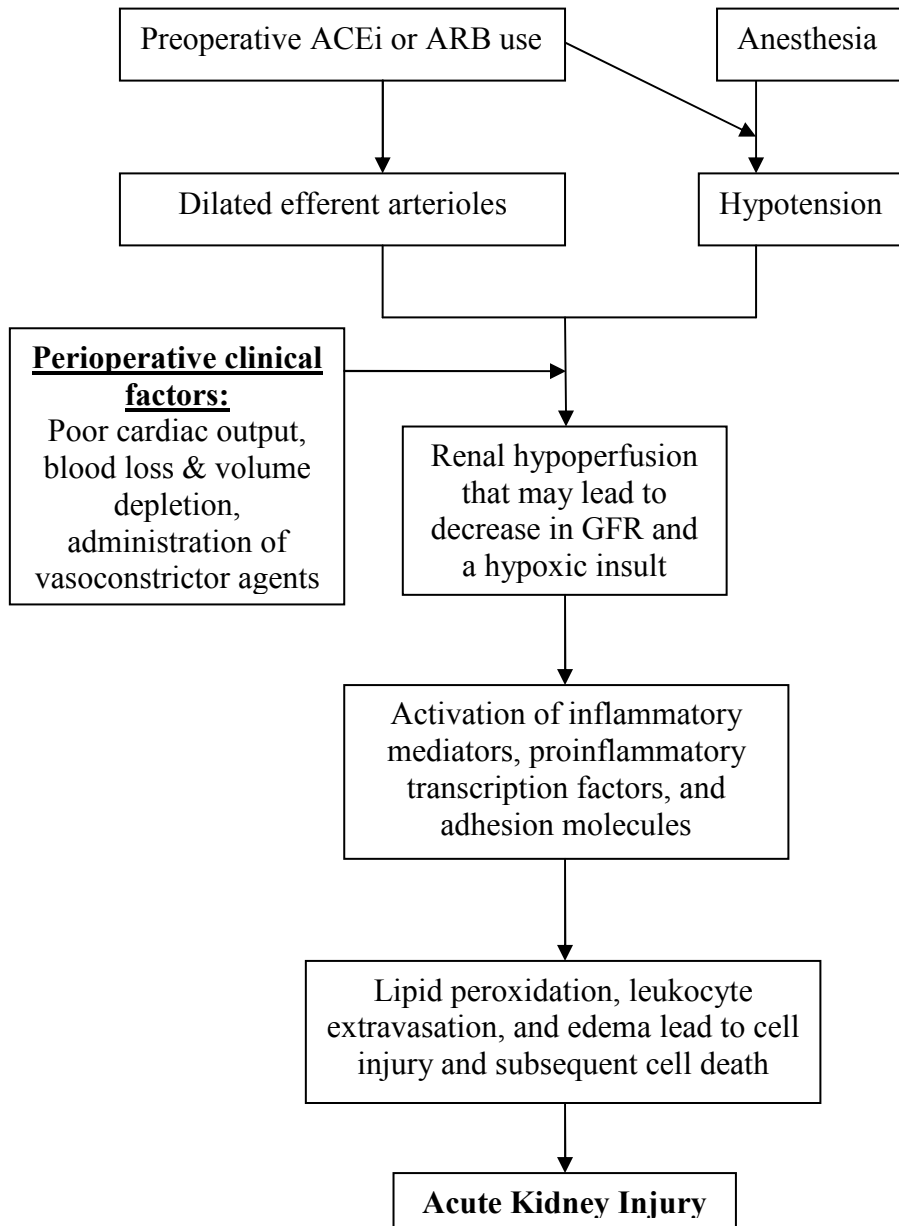 Preoperative ACEi or ARB use
Anesthesia
Dilated efferent arterioles
Hypotension
Perioperative clinical
factors:
Poor cardiac output,
blood loss & volume
depletion,
administration of
vasoconstrictor agents
Renal hypoperfusion
that may lead to
decrease in GFR and
a hypoxic insult
Activation of inflammatory
mediators, proinflammatory
transcription factors, and
adhesion molecules
Lipid peroxidation, leukocyte
extravasation, and edema lead to cell
injury and subsequent cell death
Acute Kidney Injury